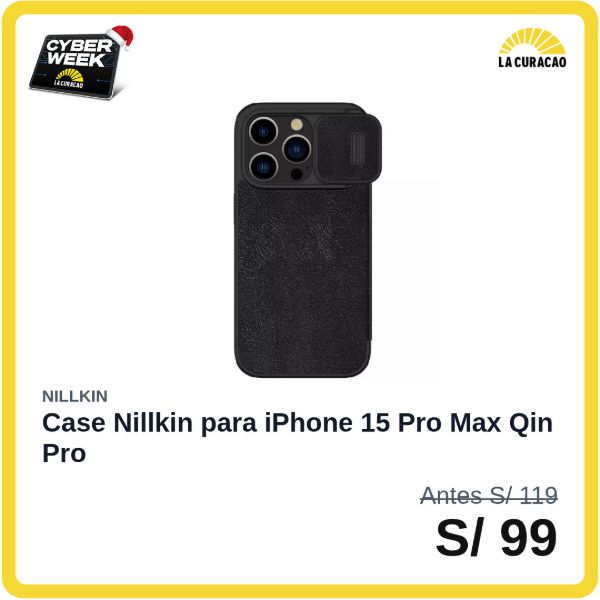 CYBER
WEEK
LA CURACAO
LA CURACAO
NILLKIN
Case Nillkin para iPhone 15 Pro Max Qin
Pro
Antes S/ 119
S/ 99